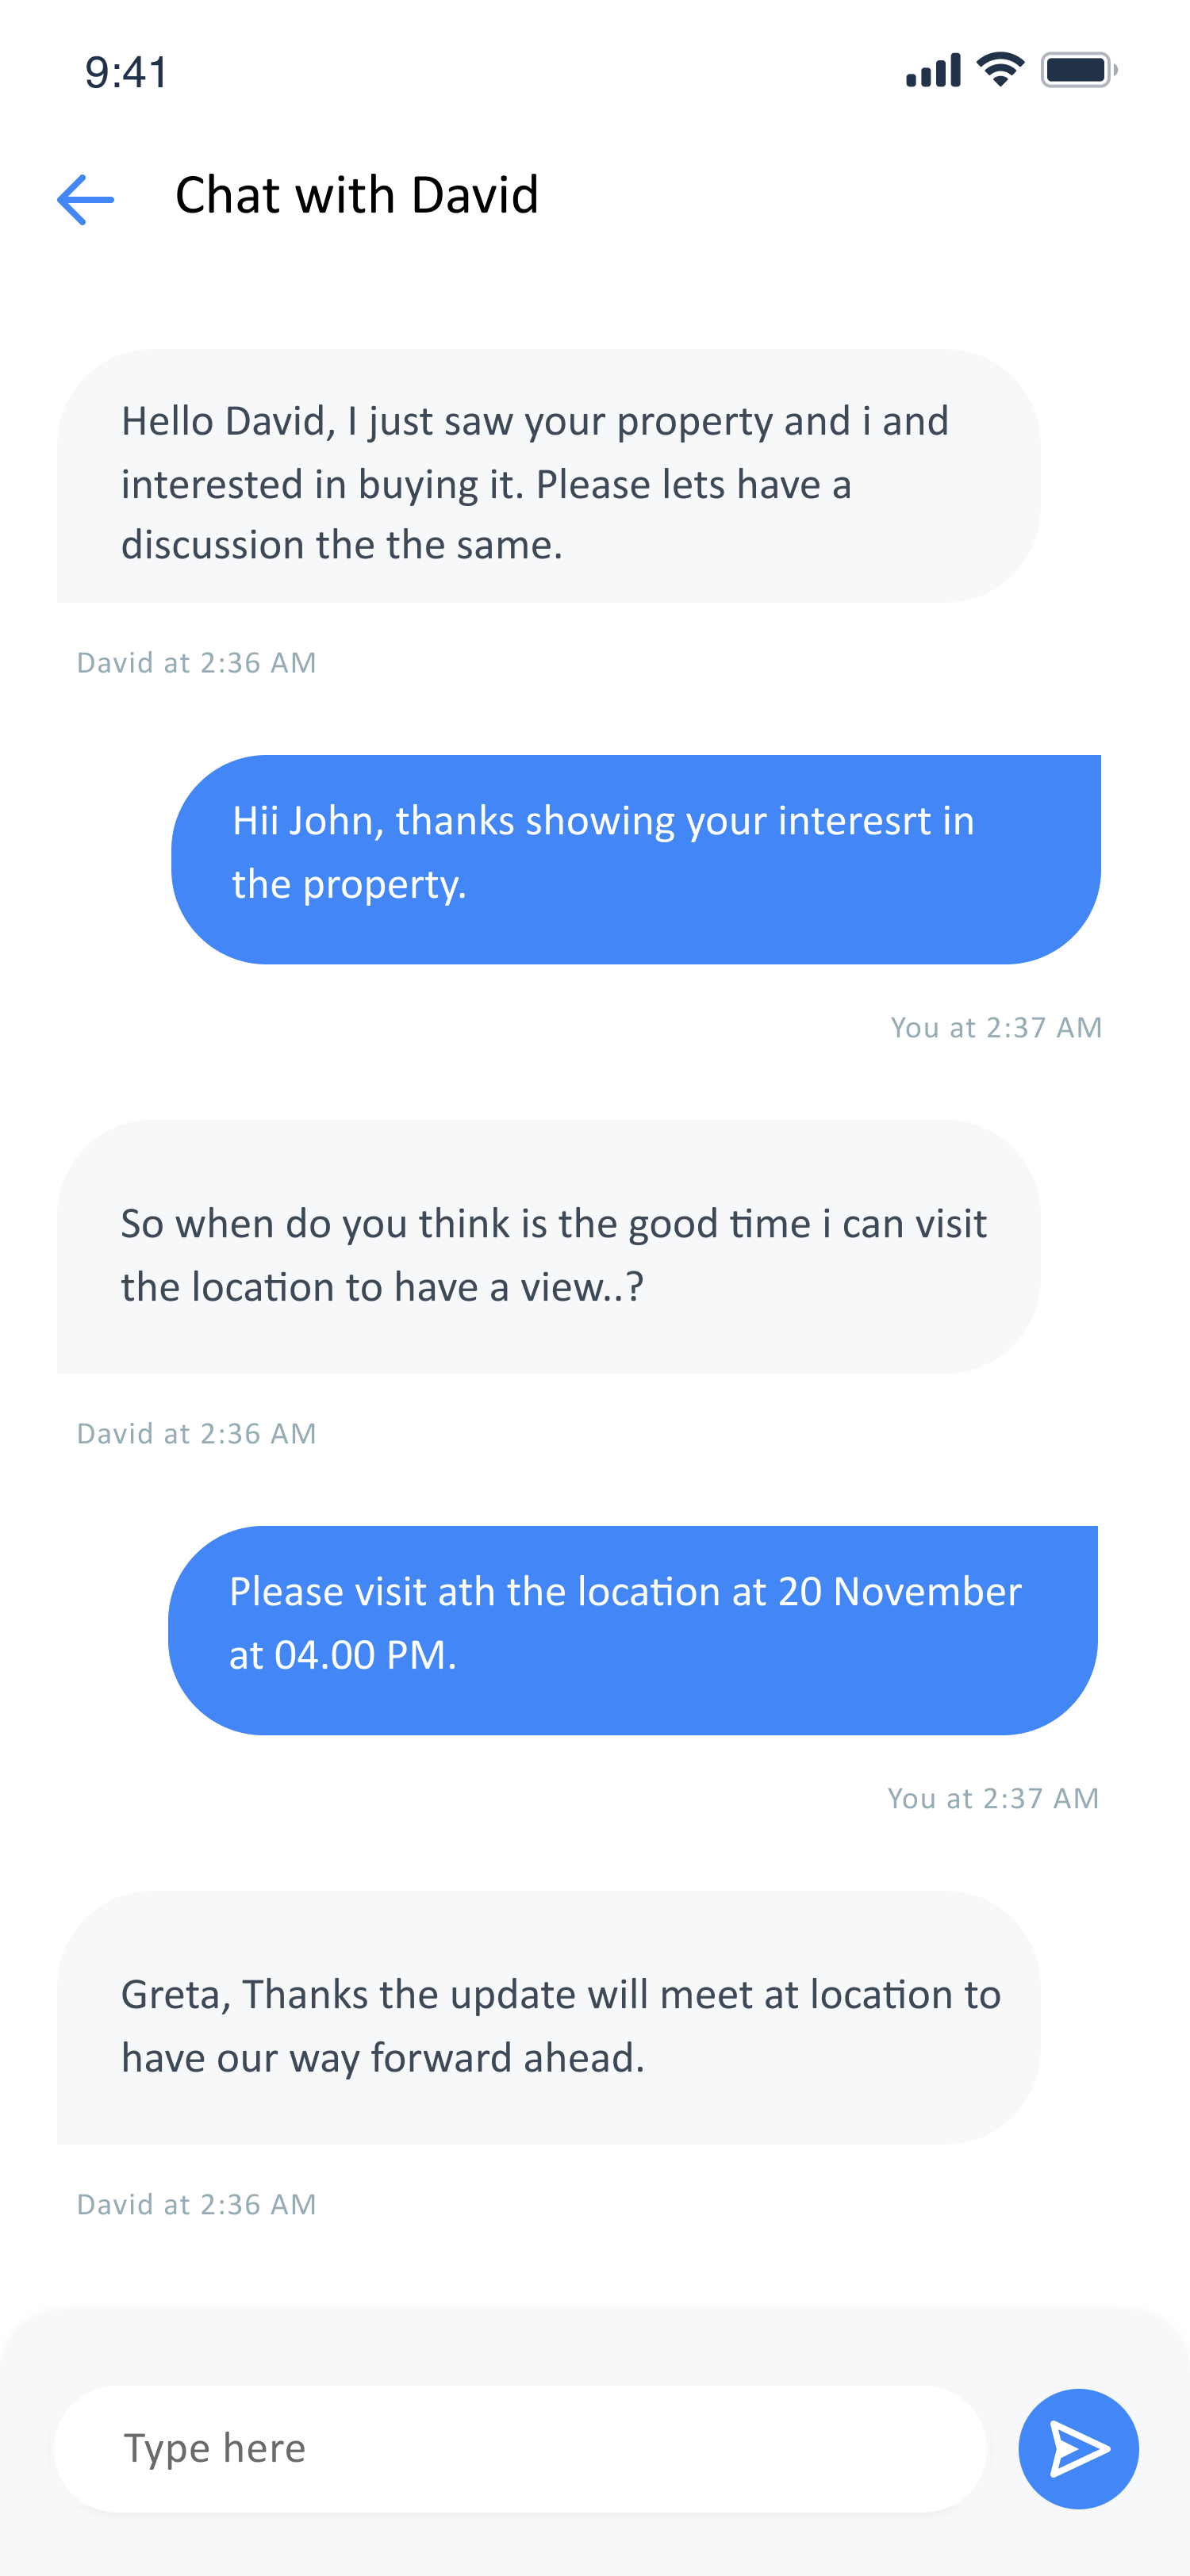 9:41
Chat with David
Hello David, I just saw your property and i and
interested in buying it. Please lets have a
discussion the the same.
David at 2:36 AM
Hii John, thanks showing your interesrt in
the property.
You at 2:37 AM
So when do you think is the good time i can visit
the location to have a view..?
David at 2:36 AM
Please visit ath the location at 20 November
at 04.00 PM.
You at 2:37 AM
Greta, Thanks the update will meet at location to
have our way forward ahead.
David at 2:36 AM
Type here